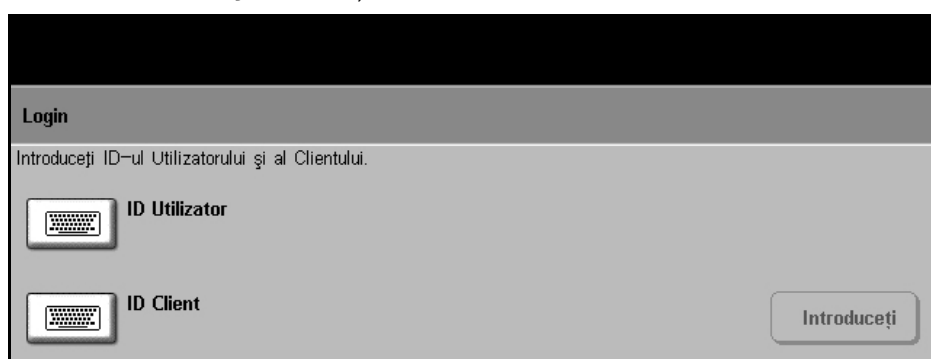 Login
Introduceţi ID-ul Utilizatorului şi al Clientului.
ID Utilizator
ID Client
Introduceţi